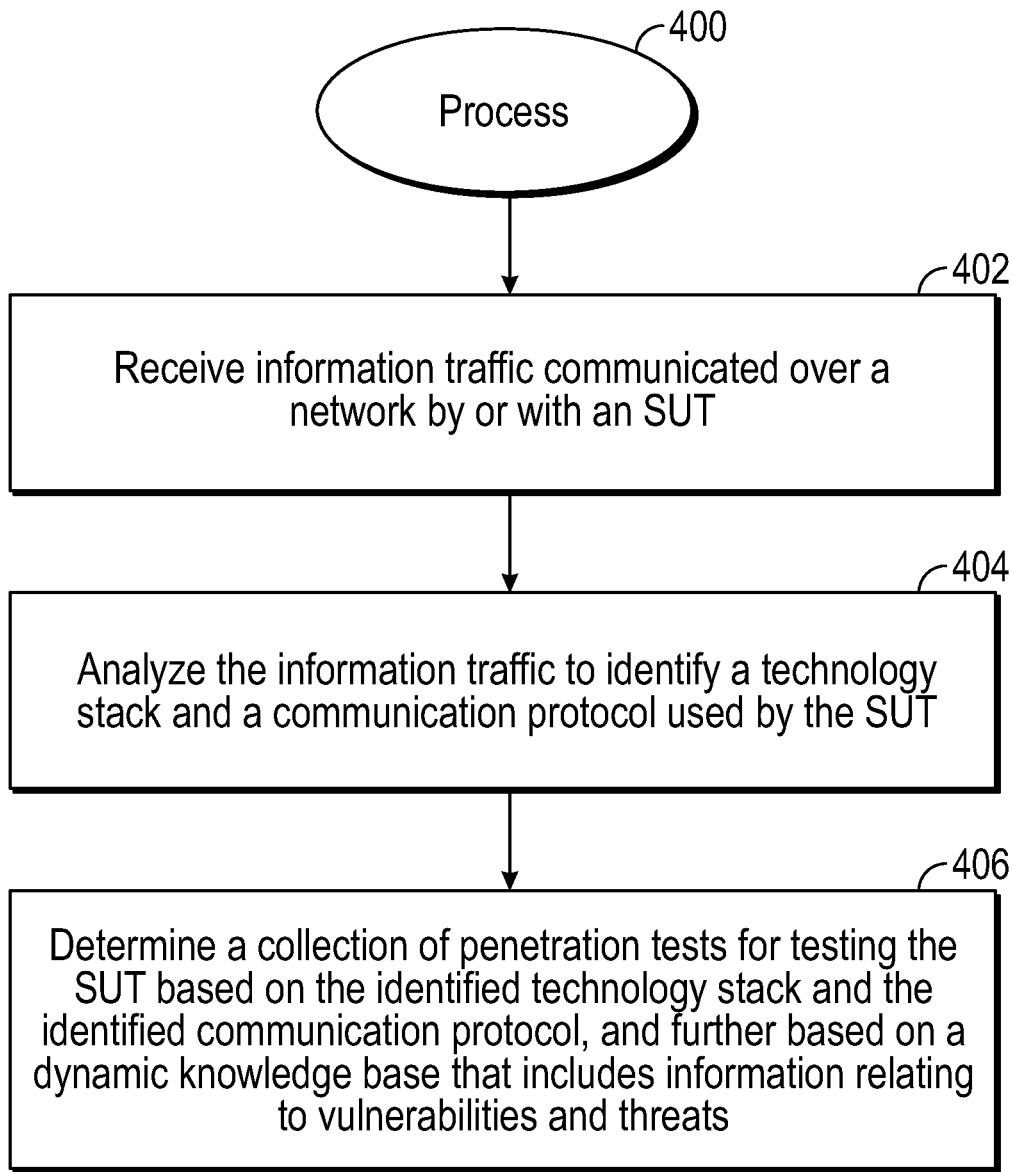 400
Process
402
Receive information traffic communicated over a
network by or with an SUT
404
Analyze the information traffic to identify a technology
stack and a communication protocol used by the SUT
406
Determine a collection of penetration tests for testing the
SUT based on the identified technology stack and the
identified communication protocol, and further based on a
dynamic knowledge base that includes information relating
to vulnerabilities and threats